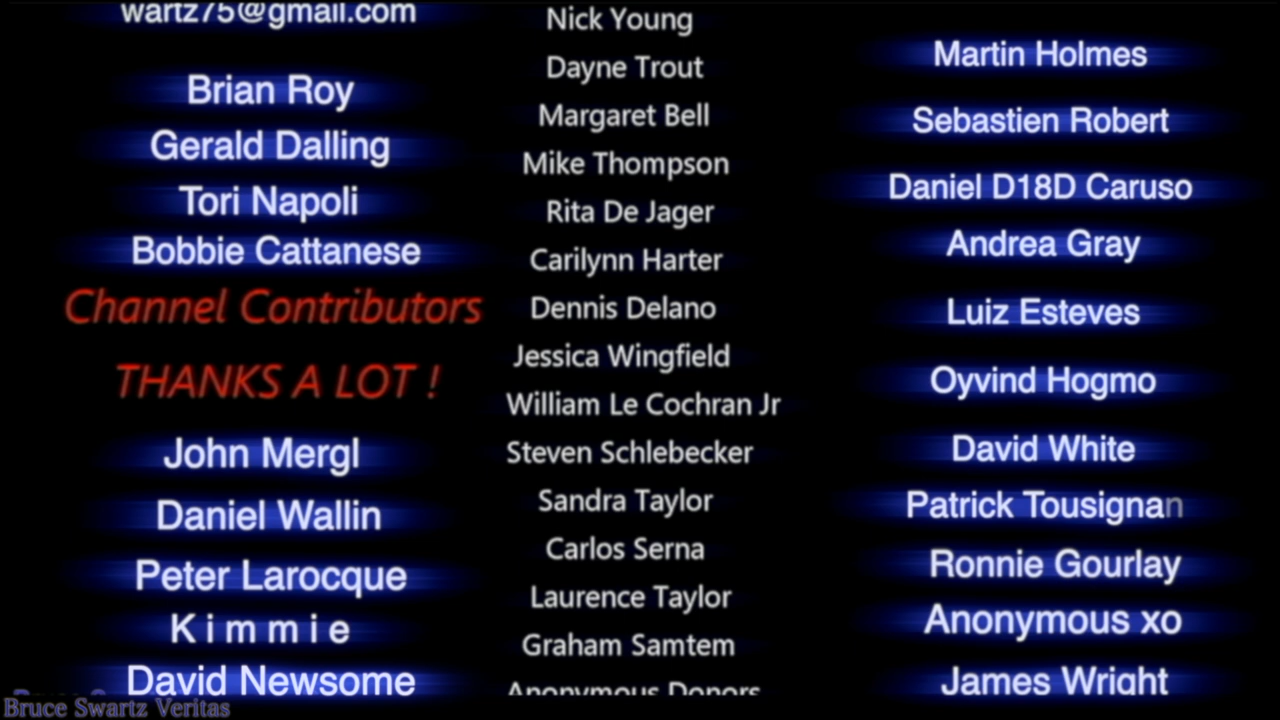 wartz75@gmail.com
Brian Roy
Gerald Dalling
Tori Napoli
Bobbie Cattanese
Channel Contributors
THANKS A LOT !
John Mergl
Daniel Wallin
Peter Larocque
K i m m i e
David Newsome
Bruce Swartz Veritas
Nick Young
Dayne Trout
Margaret Bell
Mike Thompson
Rita De Jager
Carilynn Harter
Dennis Delano
Jessica Wingfield
William Le Cochran Jr
Steven Schlebecker
Sandra Taylor
Carlos Serna
Laurence Taylor
Graham Samtem
Anonymous Donors
Martin Holmes
Sebastien Robert
Daniel D18D Caruso
Andrea Gray
Luiz Esteves
Oyvind Hogmo
David White
Patrick Tousignan
Ronnie Gourlay
Anonymous xo
James Wright